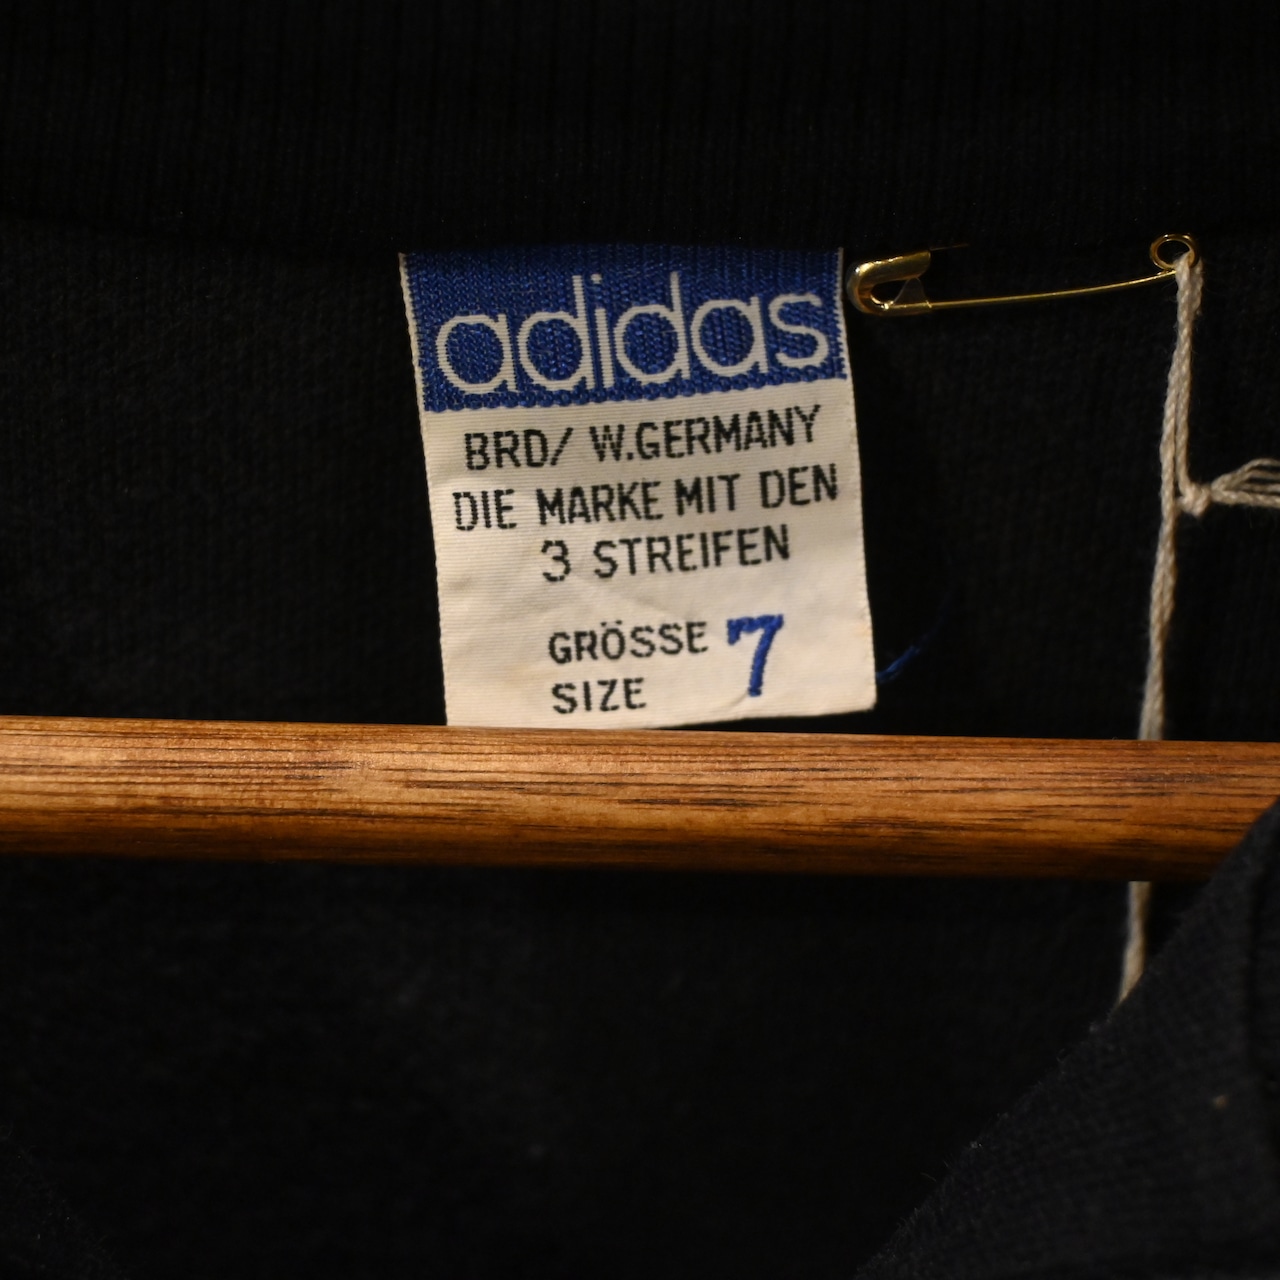 adidas
BRD/ W.GERMANY
DIE MARKE MIT DEN
3 STREIFEN
GRÖSSE 7
SIZE